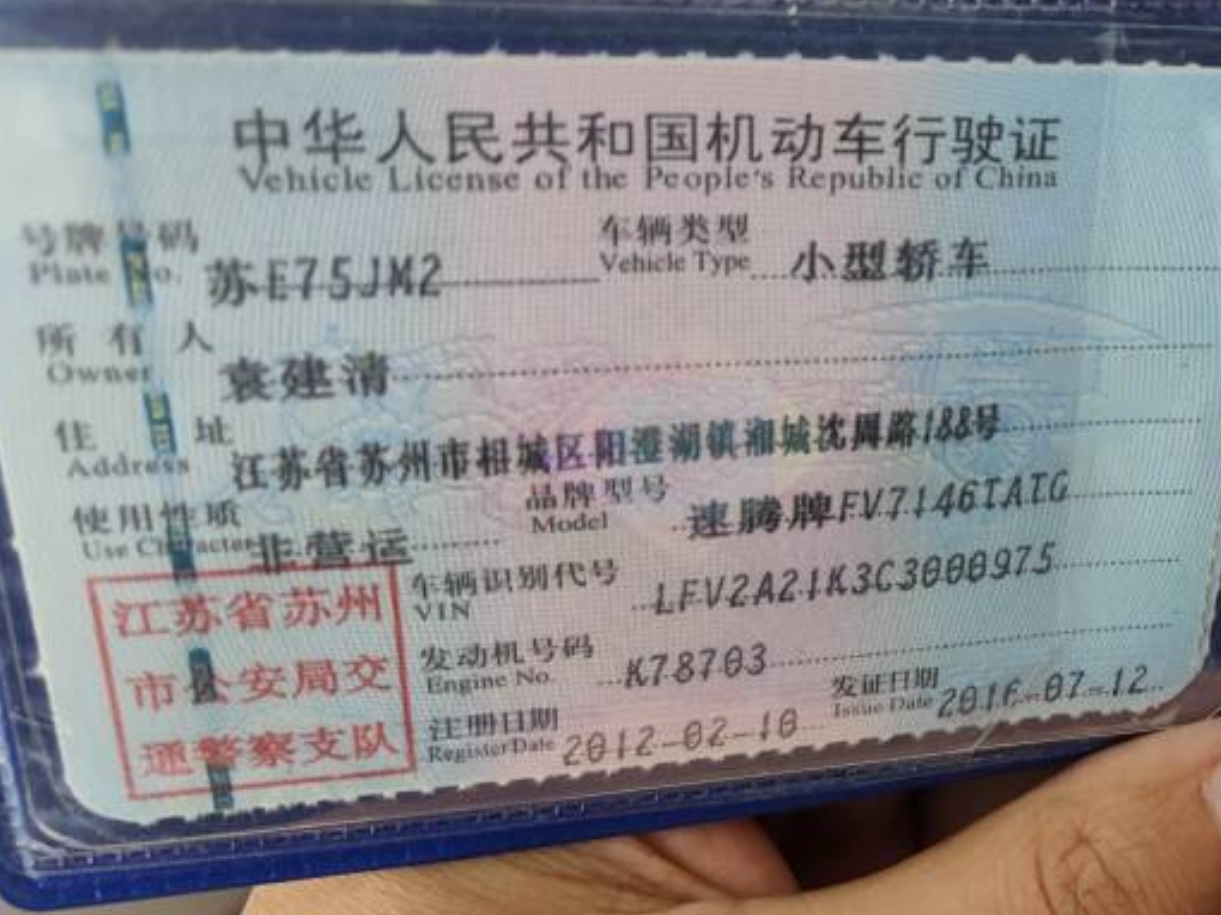 中华人民共和国机动车行驶证
Vehicle License of the People's Republic of China
号牌号码 苏E75JM2 车辆类型 小型轿车
Plate No. Vehicle Type
所有人 袁建清
Owner
住址 江苏省苏州市相城区阳澄湖镇湘城沈周路188号
Address
使用性质 非营运 品牌型号 速腾牌FV7146TATG
Use Character Model
江苏省苏州
市公安局交
通警察支队
车辆识别代号 LFV2A21K3C3000975
VIN
发动机号码 K78703
Engine No.
注册日期 2012-02-10 发证日期 2016-07-12
Register Date Issue Date